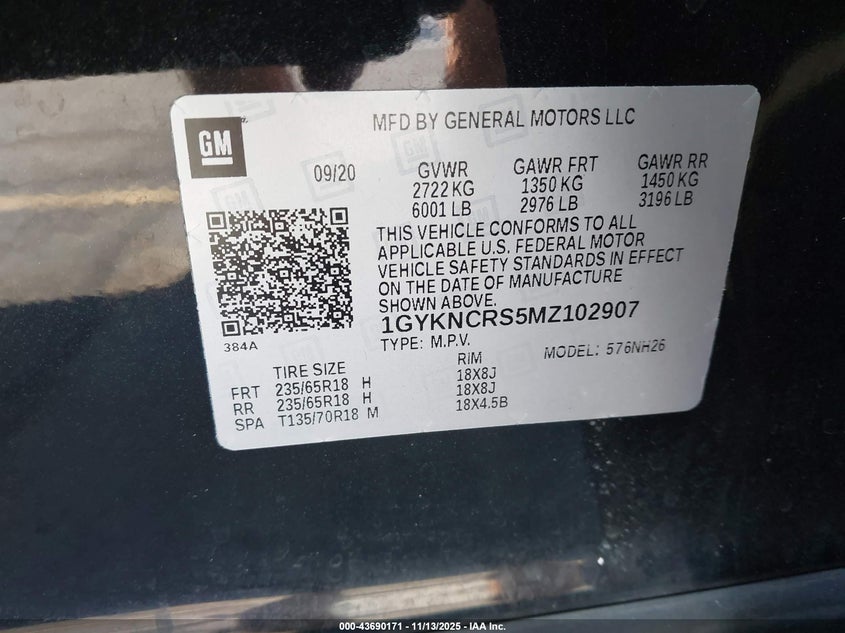 GM
MFD BY GENERAL MOTORS LLC
09/20
GVWR GAWR FRT GAWR RR
2722 KG 1350 KG 1450 KG
6001 LB 2976 LB 3196 LB
THIS VEHICLE CONFORMS TO ALL
APPLICABLE U.S. FEDERAL MOTOR
VEHICLE SAFETY STANDARDS IN EFFECT
ON THE DATE OF MANUFACTURE
SHOWN ABOVE.
1GYKNCRS5MZ102907
384A
TYPE: M.P.V. MODEL: 576NH26
TIRE SIZE RIM
FRT 235/65R18 H 18X8J
RR 235/65R18 H 18X8J
SPA T135/70R18 M 18X4.5B
000-43690171 - 11/13/2025 - IAA Inc.